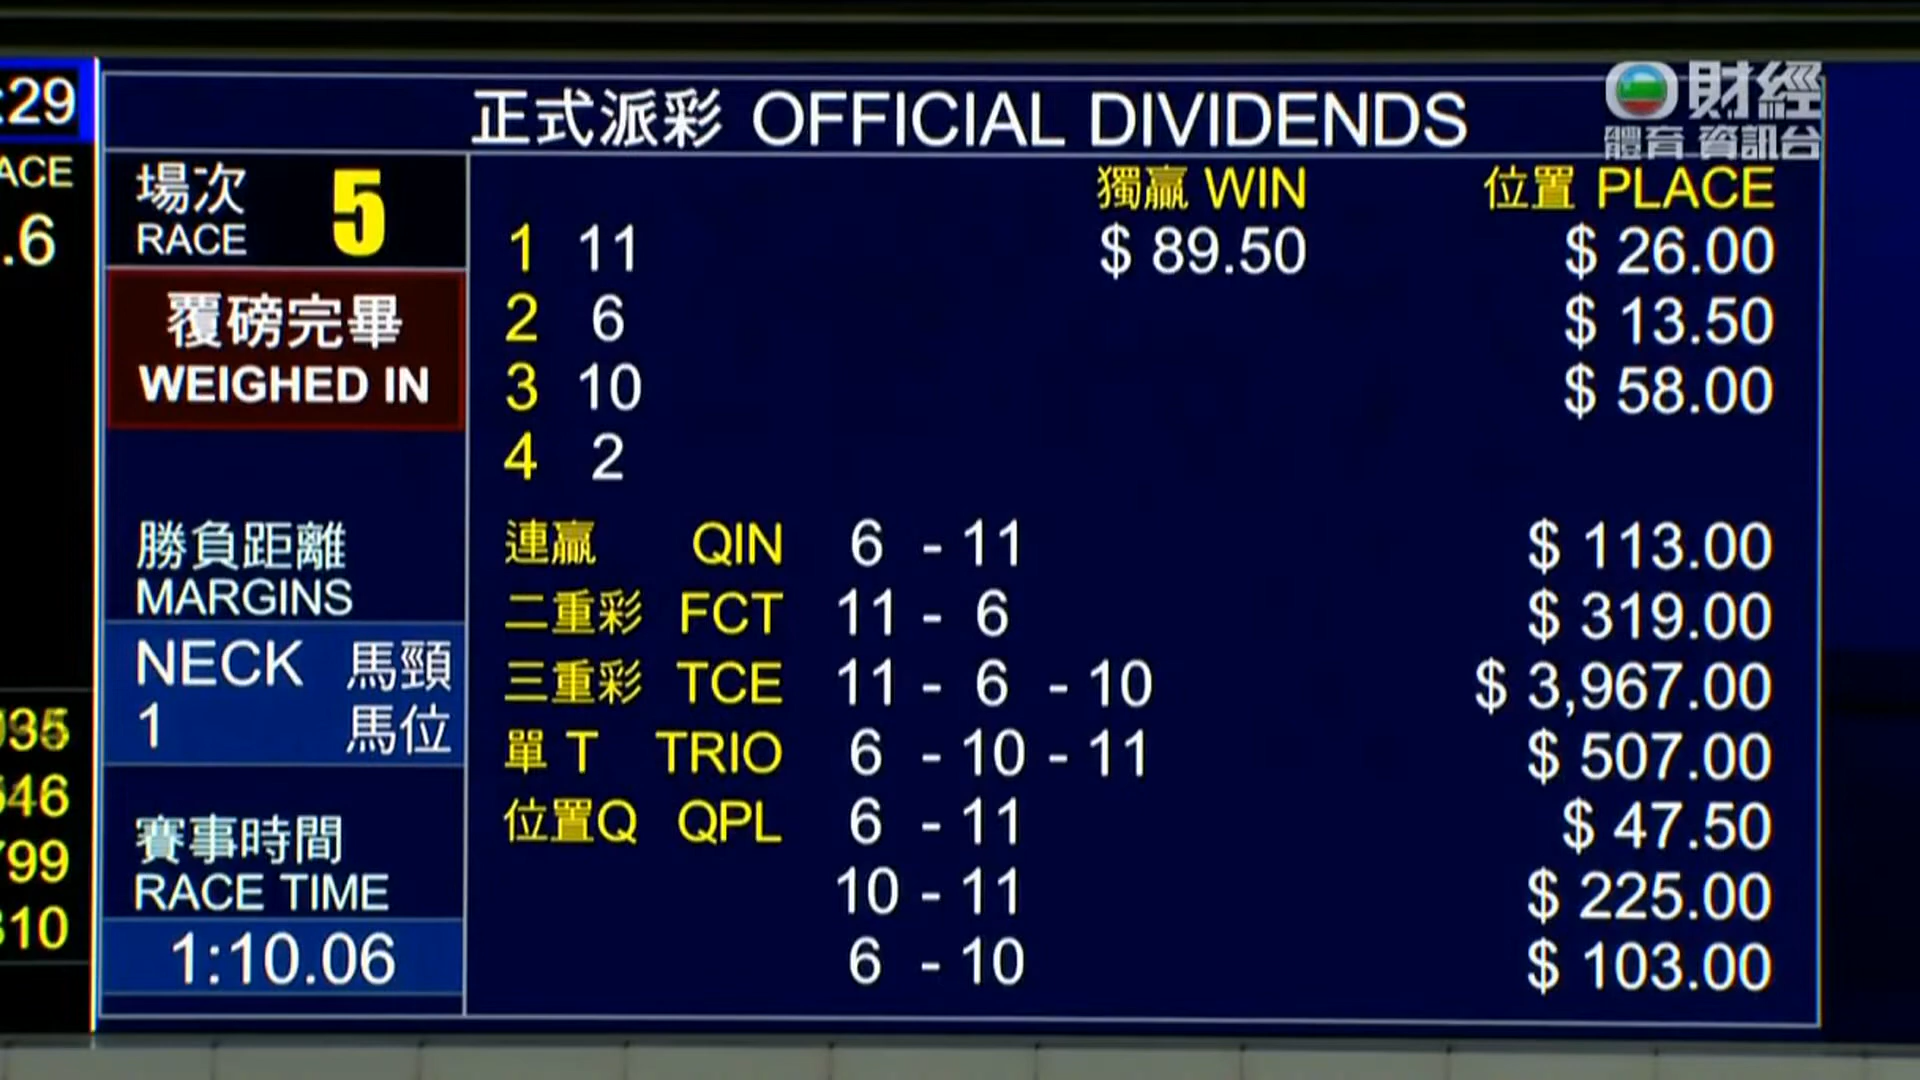 正式派彩 OFFICIAL DIVIDENDS
財經
體育 資訊台
:29
ACE
.6
場次
RACE 5
覆磅完畢
WEIGHED IN
獨贏 WIN 位置 PLACE
1 11 $ 89.50 $ 26.00
2 6 $ 13.50
3 10 $ 58.00
4 2
勝負距離
MARGINS
NECK 馬頸
1 馬位
賽事時間
RACE TIME
1:10.06
連贏 QIN 6 - 11 $ 113.00
二重彩 FCT 11 - 6 $ 319.00
三重彩 TCE 11 - 6 - 10 $ 3,967.00
單 T TRIO 6 - 10 - 11 $ 507.00
位置Q QPL 6 - 11 $ 47.50
10 - 11 $ 225.00
6 - 10 $ 103.00
35
46
99
10